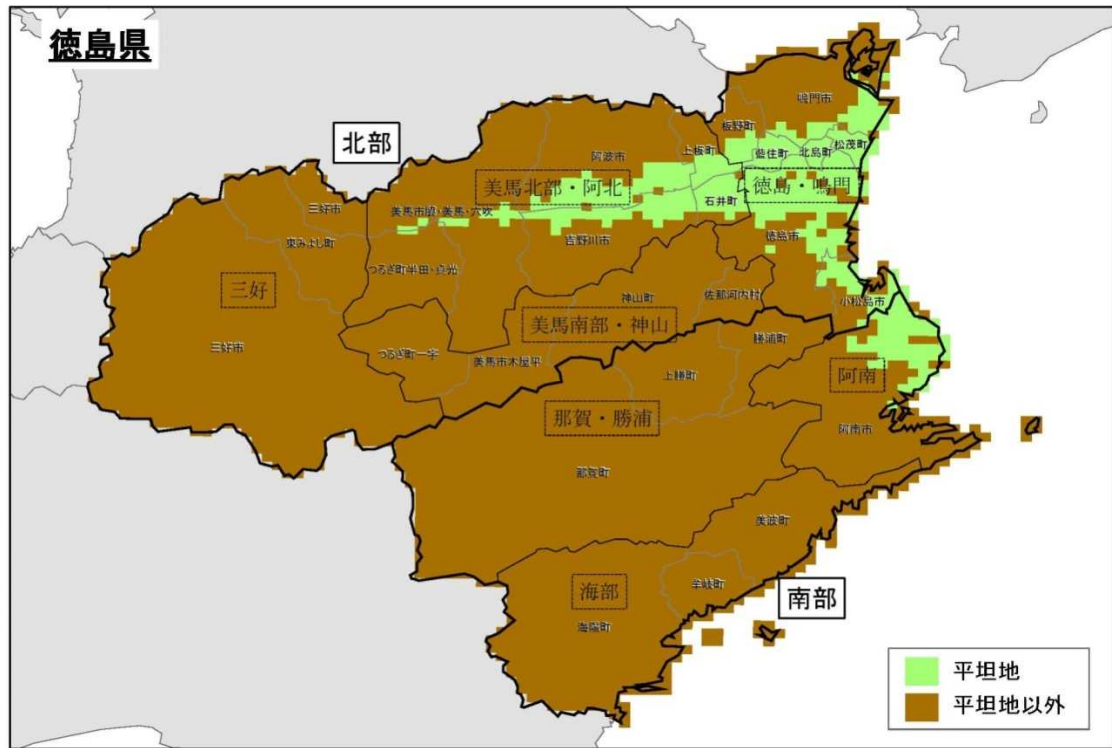 徳島県
北部
鳴門市
板野町
松茂町
上板町
藍住町
北島町
阿波市
美馬北部・阿北
徳島・鳴門
石井町
三好市
美馬市脇・美馬・穴吹
東みよし町
吉野川市
徳島市
つるぎ町半田・貞光
三好
神山町
佐那河内村
小松島市
美馬南部・神山
三好市
つるぎ町一宇
美馬市木屋平
勝浦町
上勝町
阿南
那賀・勝浦
阿南市
那賀町
美波町
海部
牟岐町
南部
海陽町
平坦地
平坦地以外